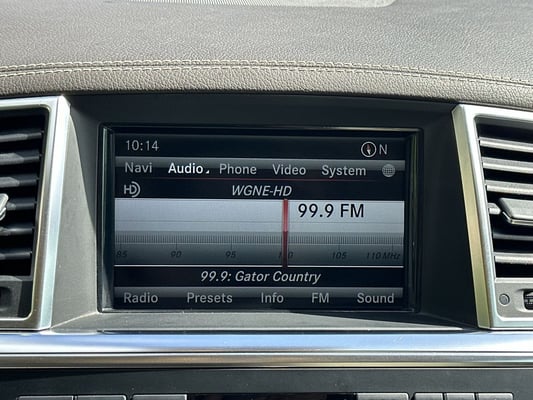 10:14 N
Navi Audio Phone Video System
HD WGNE-HD
99.9 FM
85 90 95 105 110 MHz
99.9: Gator Country
Radio Presets Info FM Sound